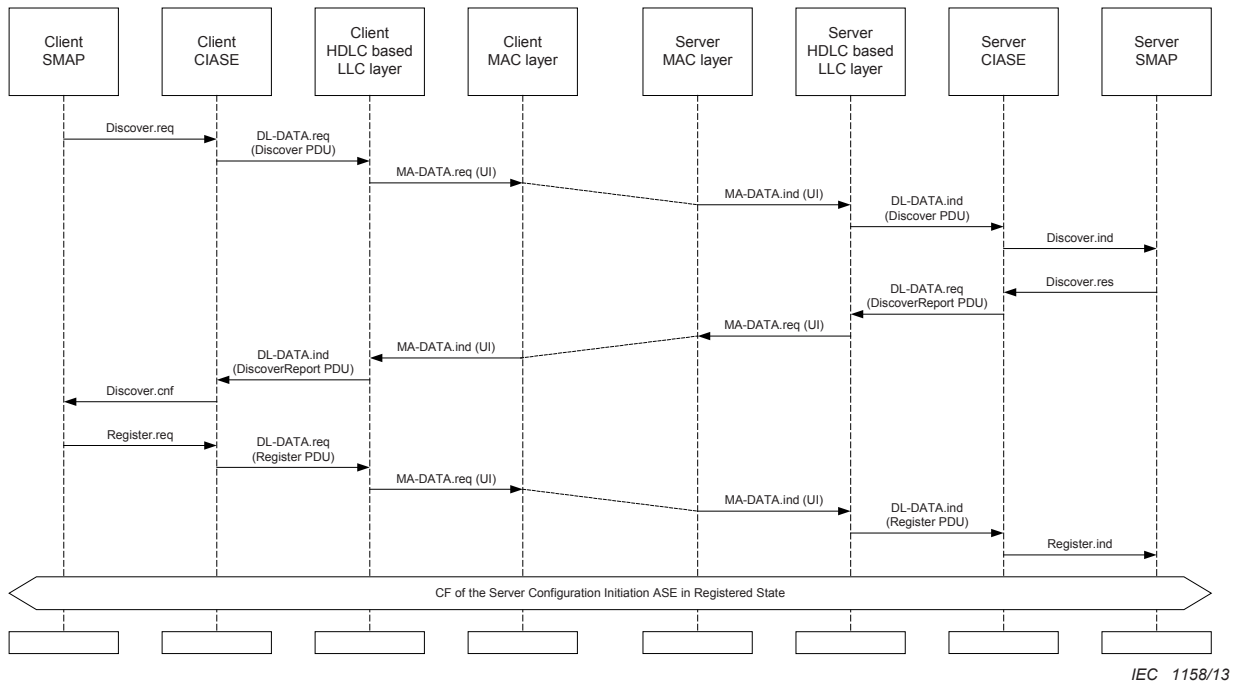 Client
SMAP
Client
CIASE
Client
HDLC based
LLC layer
Client
MAC layer
Server
MAC layer
Server
HDLC based
LLC layer
Server
CIASE
Server
SMAP
Discover.req
DL-DATA.req
(Discover PDU)
MA-DATA.req (UI)
MA-DATA.ind (UI)
DL-DATA.ind
(Discover PDU)
Discover.ind
Discover.res
DL-DATA.req
(DiscoverReport PDU)
MA-DATA.req (UI)
MA-DATA.ind (UI)
DL-DATA.ind
(DiscoverReport PDU)
Discover.cnf
Register.req
DL-DATA.req
(Register PDU)
MA-DATA.req (UI)
MA-DATA.ind (UI)
DL-DATA.ind
(Register PDU)
Register.ind
CF of the Server Configuration Initiation ASE in Registered State
IEC 1158/13